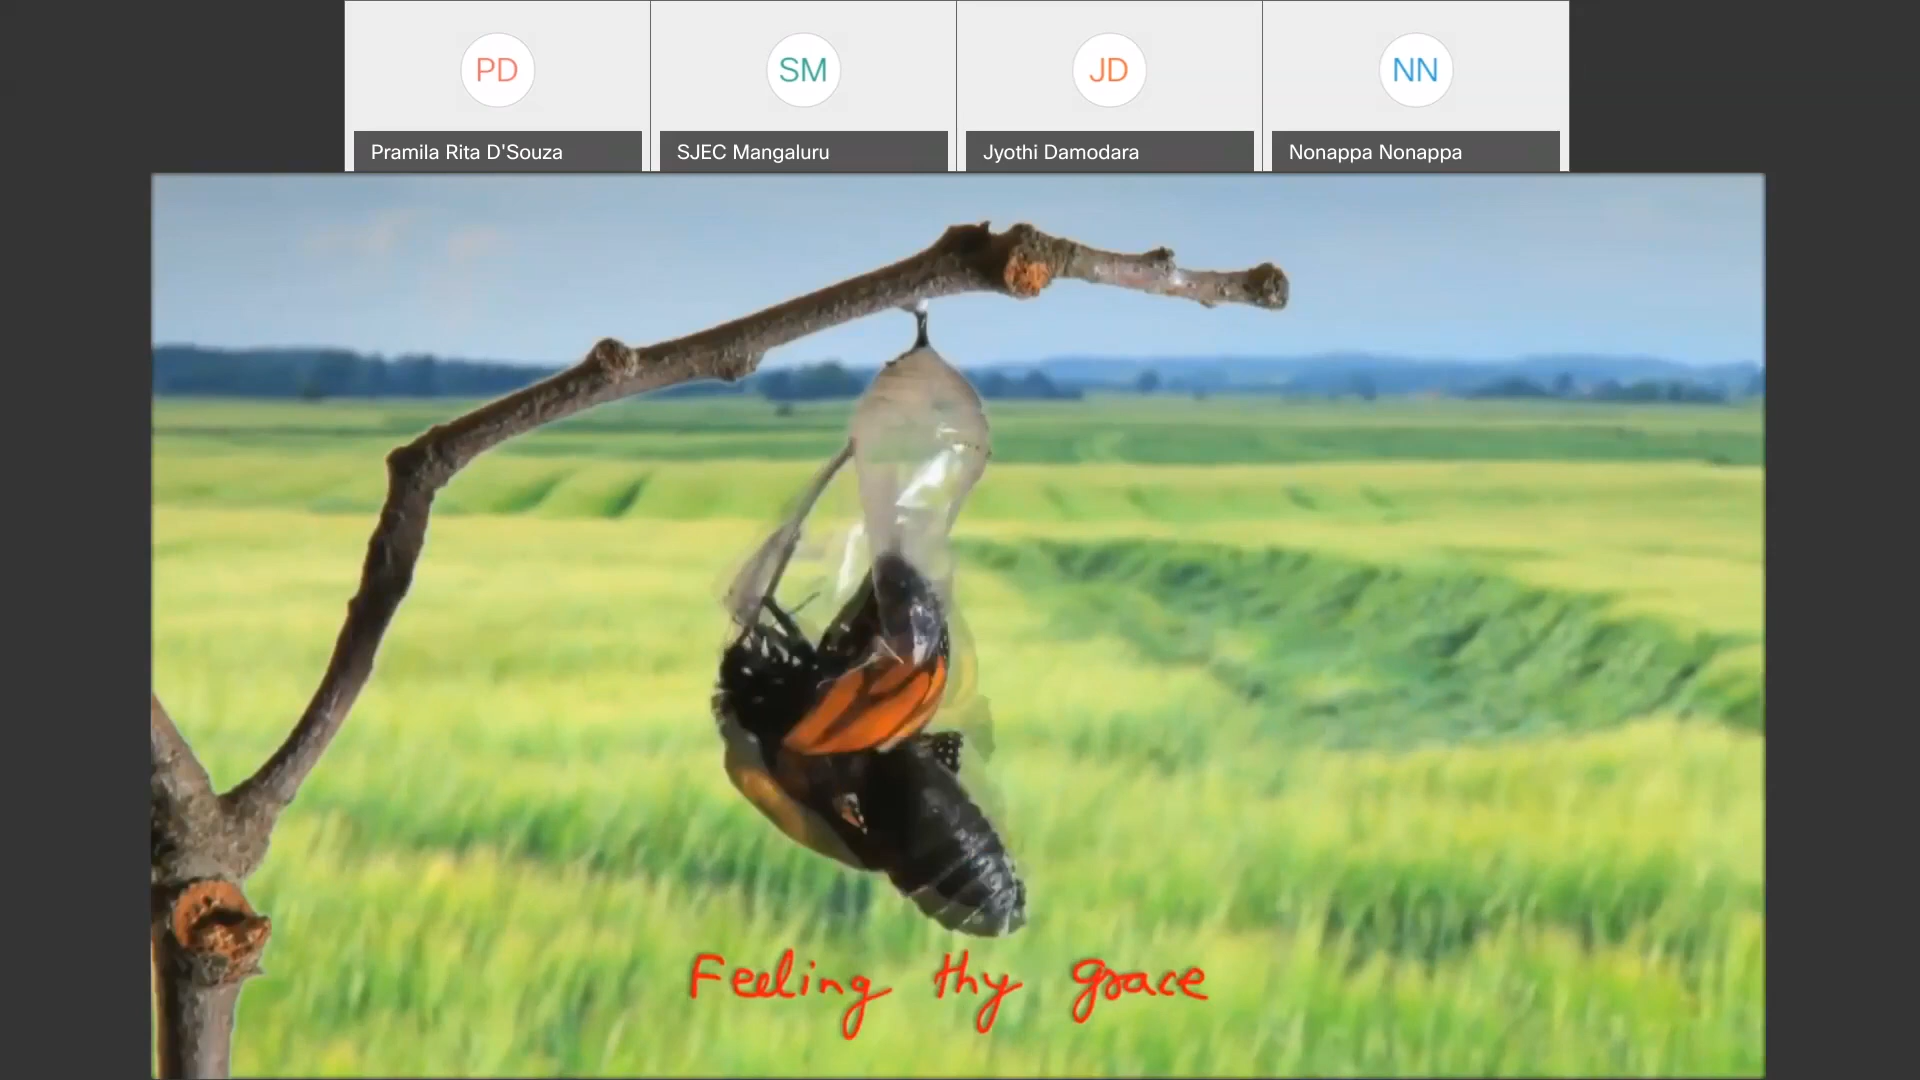 PD
SM
JD
NN
Pramila Rita D'Souza
SJEC Mangaluru
Jyothi Damodara
Nonappa Nonappa
Feeling thy grace